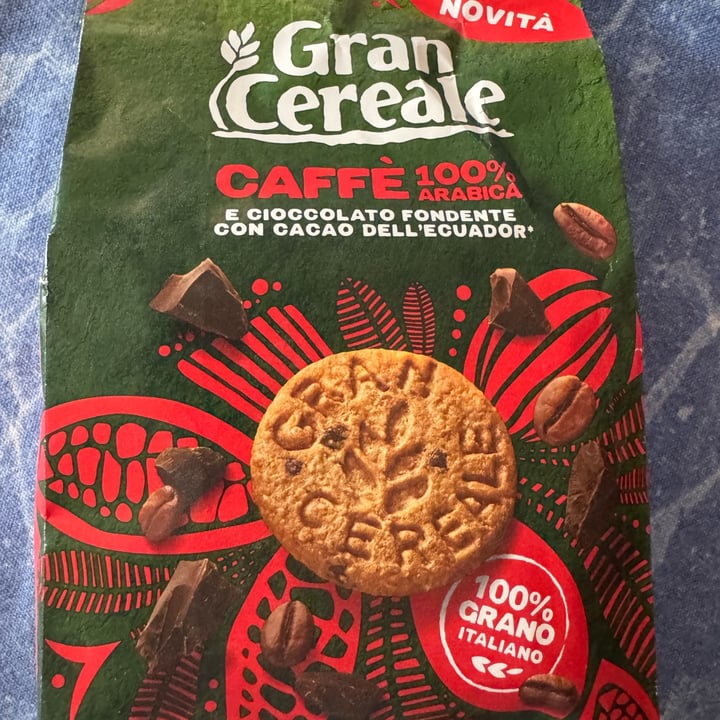 NOVITÀ
Gran
Cereale
CAFFÈ 100%
ARABICA
E CIOCCOLATO FONDENTE
CON CACAO DELL'ECUADOR*
GRAN
CEREALE
100%
GRANO
ITALIANO